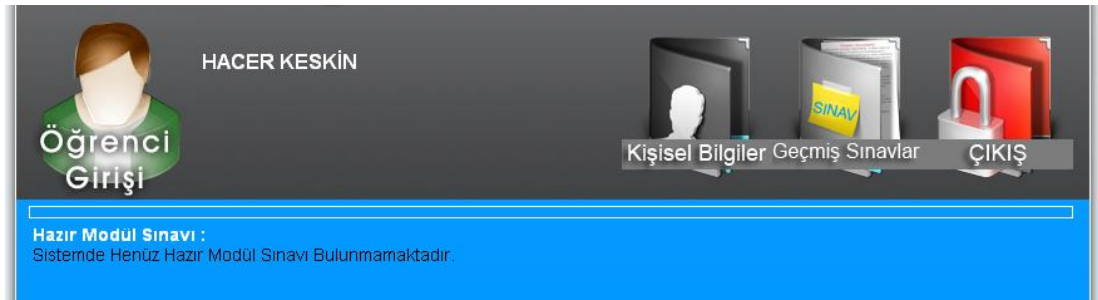 HACER KESKİN
Öğrenci
Girişi
SINAV
Kişisel Bilgiler
Geçmiş Sınavlar
ÇIKIŞ
Hazır Modül Sınavı :
Sistemde Henüz Hazır Modül Sınavı Bulunmamaktadır.